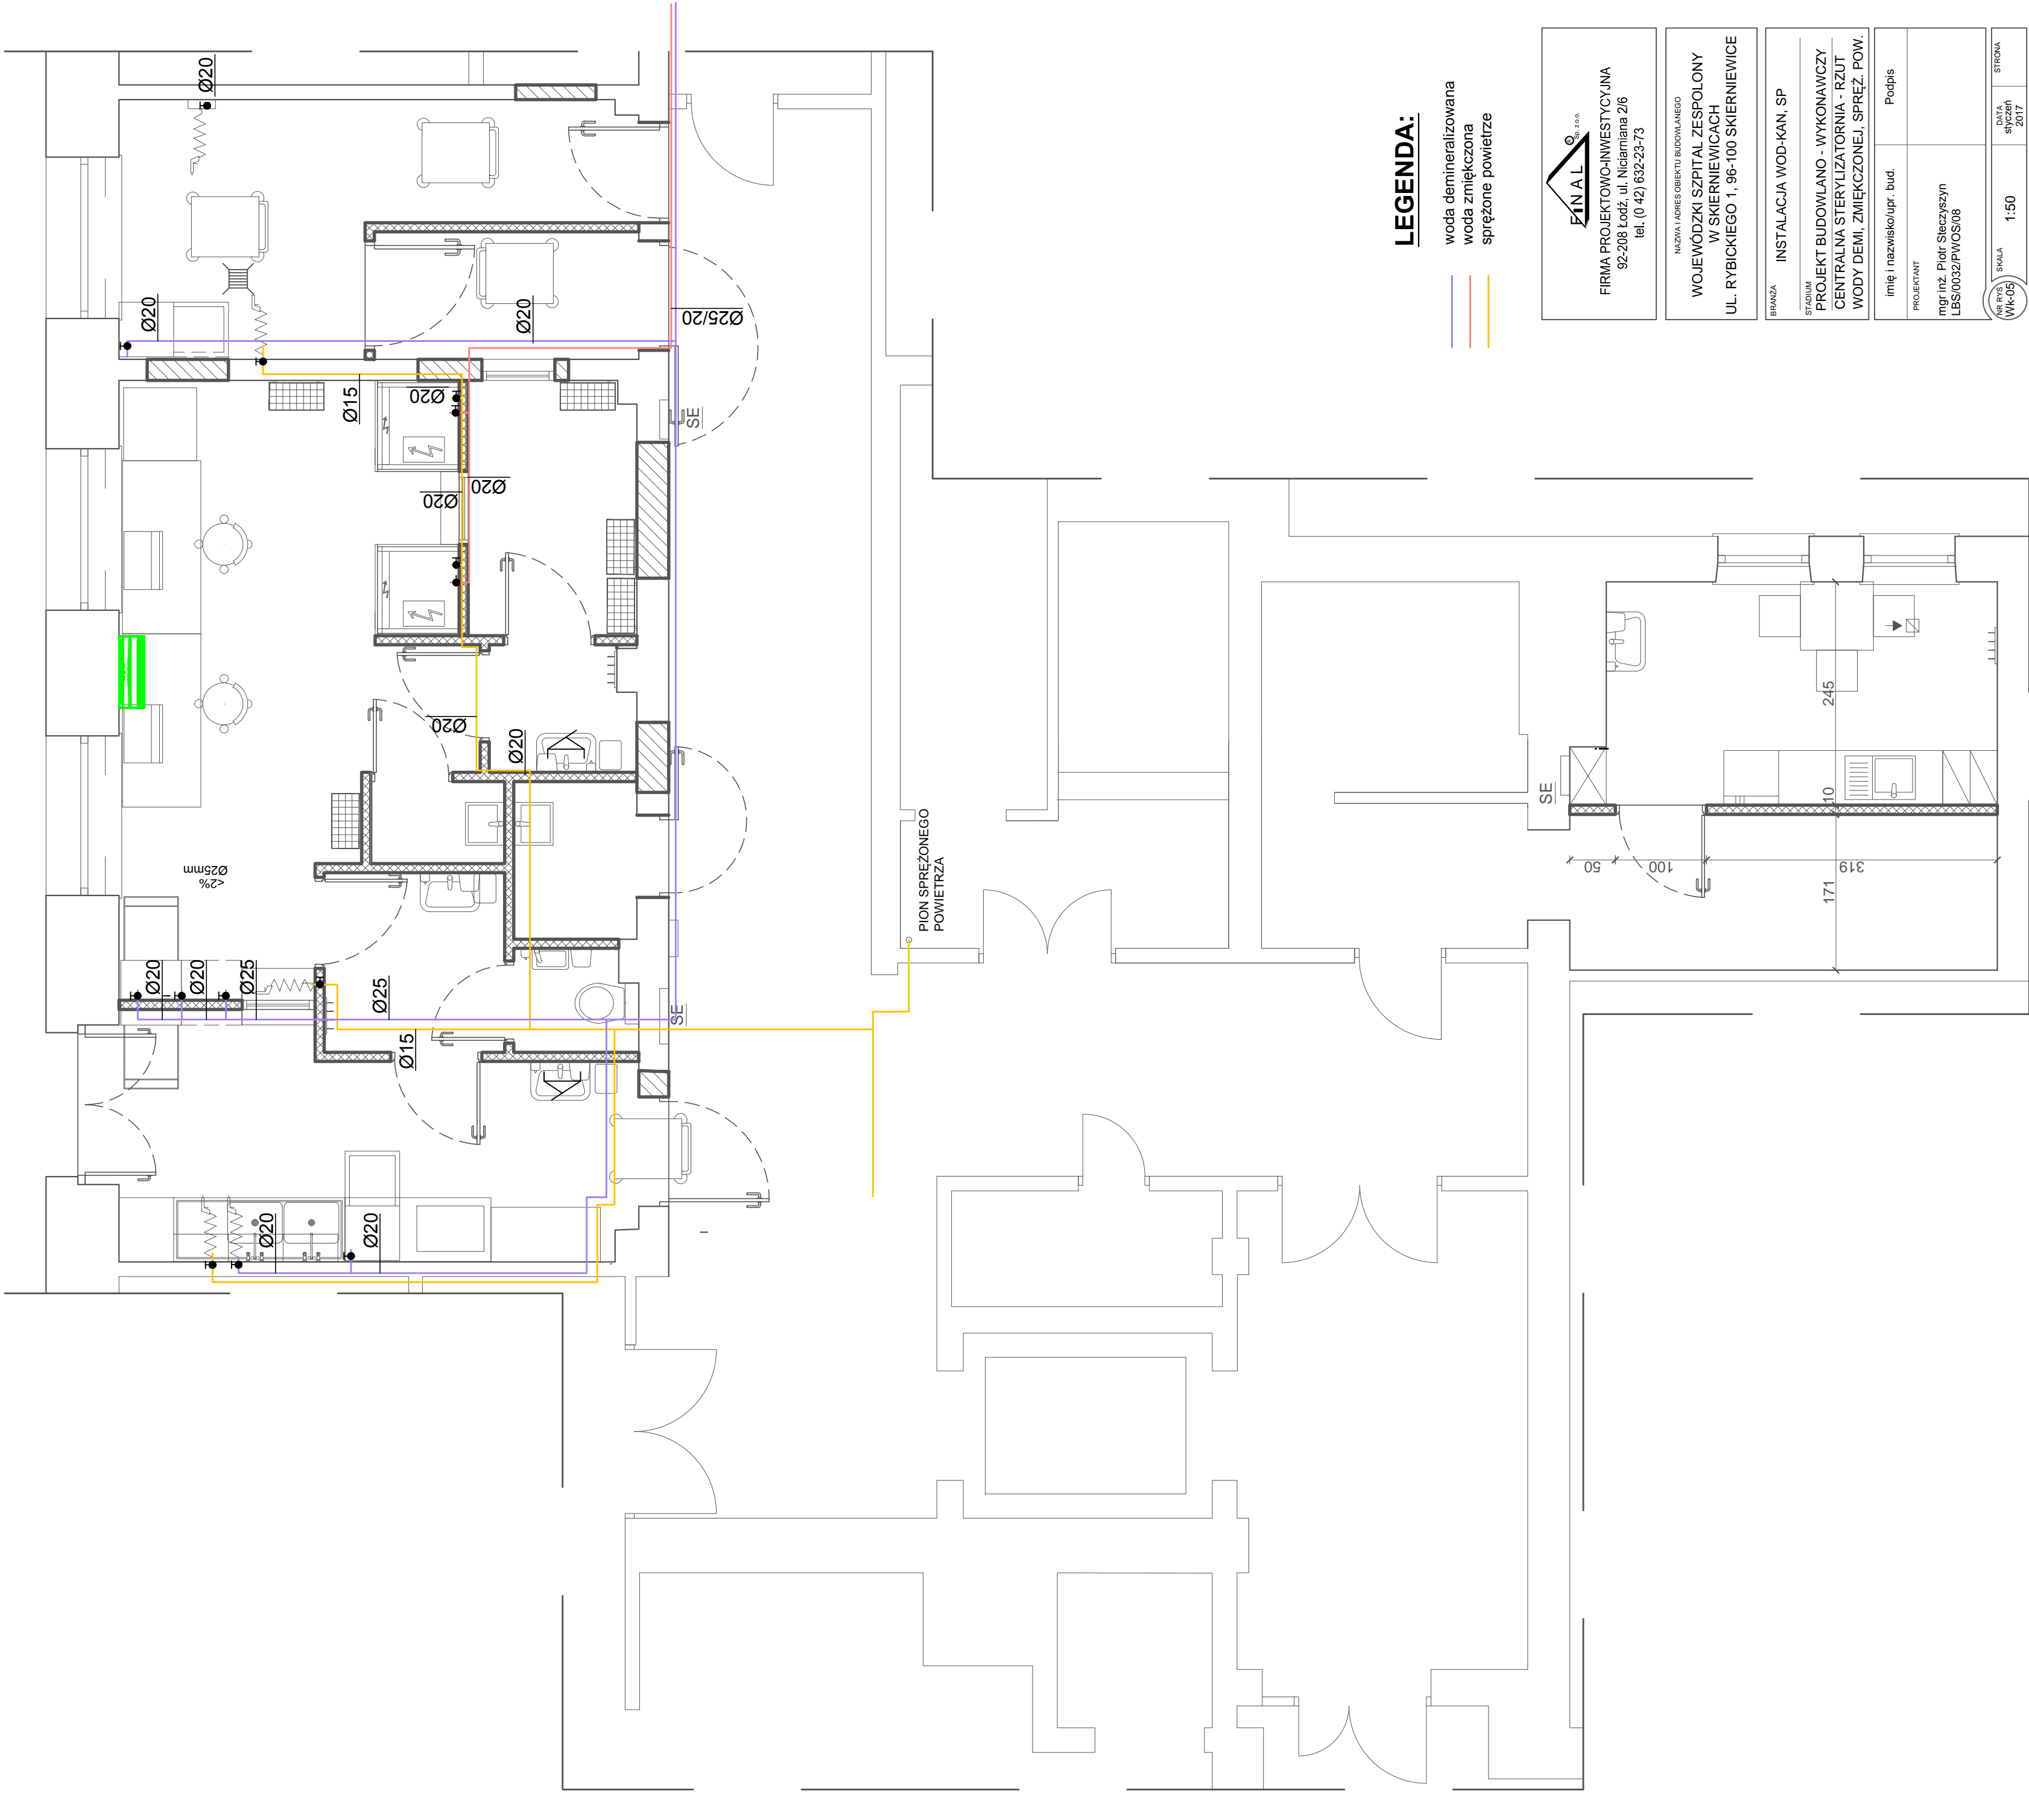 Ø20
Ø20
Ø20
Ø25/20
Ø15
Ø20
Ø20
Ø20
SE
Ø20
Ø20
<2%
Ø25mm
Ø20
Ø20
Ø25
Ø25
Ø15
SE
Ø20
Ø20
PION SPRĘŻONEGO
POWIETRZA
SE
245
10
171
50
100
319
LEGENDA:
woda demineralizowana
woda zmiękczona
sprężone powietrze
FINAL ® Sp. z o.o.
FIRMA PROJEKTOWO-INWESTYCYJNA
92-208 Łodź, ul. Niciarniana 2/6
tel. (0 42) 632-23-73
NAZWA I ADRES OBIEKTU BUDOWLANEGO
WOJEWÓDZKI SZPITAL ZESPOLONY
W SKIERNIEWICACH
UL. RYBICKIEGO 1, 96-100 SKIERNIEWICE
BRANŻA
INSTALACJA WOD-KAN, SP
STADIUM
PROJEKT BUDOWLANO - WYKONAWCZY
CENTRALNA STERYLIZATORNIA - RZUT
WODY DEMI, ZMIĘKCZONEJ, SPRĘŻ. POW.
imię i nazwisko/upr. bud.
Podpis
PROJEKTANT
mgr inż. Piotr Steczyszyn
LBS/0032/PWOS/08
NR RYS
Wk-05
SKALA
1:50
DATA
styczeń
2017
STRONA